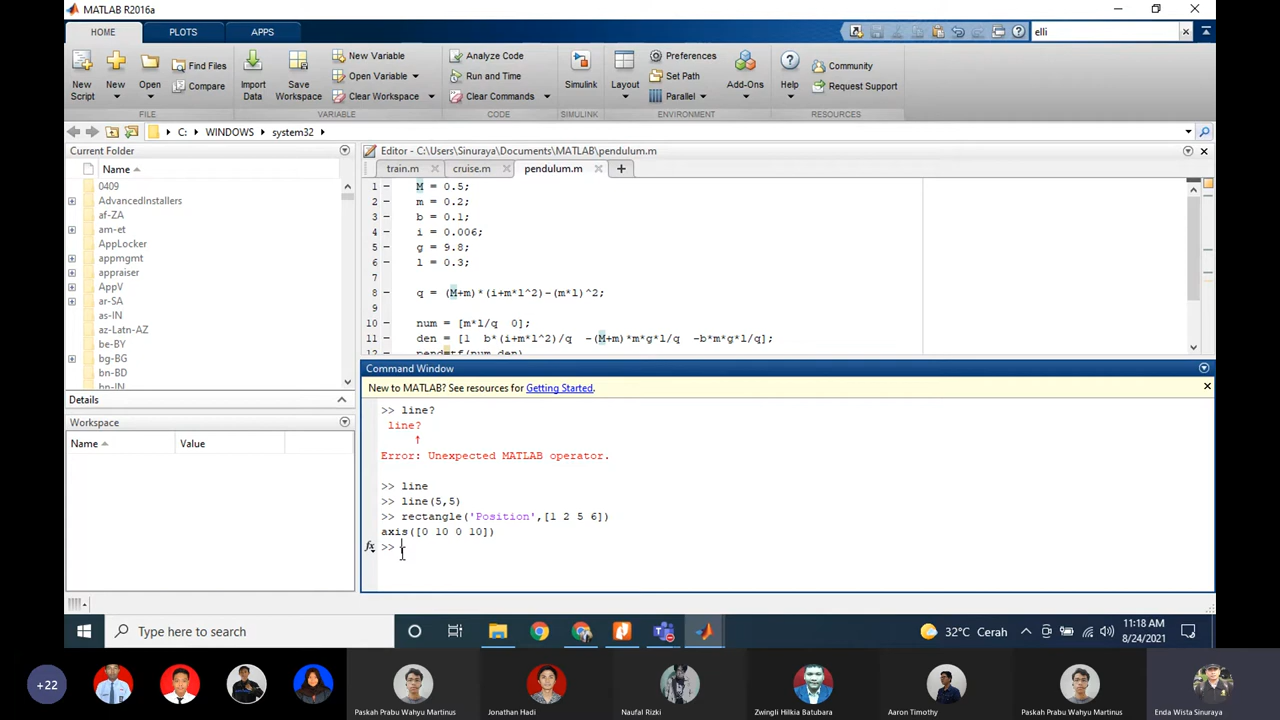 MATLAB R2016a
HOME
PLOTS
APPS
elli
New Script
New
Open
Find Files
Compare
Import Data
Save Workspace
New Variable
Open Variable
Clear Workspace
Analyze Code
Run and Time
Clear Commands
Simulink
Layout
Preferences
Set Path
Parallel
Add-Ons
Help
Community
Request Support
FILE
VARIABLE
CODE
SIMULINK
ENVIRONMENT
RESOURCES
C: WINDOWS system32
Current Folder
Name
0409
AdvancedInstallers
af-ZA
am-et
AppLocker
appmgmt
appraiser
AppV
ar-SA
as-IN
az-Latn-AZ
be-BY
bg-BG
bn-BD
bn-IN
Details
Workspace
Name Value
Editor - C:\Users\Sinuraya\Documents\MATLAB\pendulum.m
train.m
cruise.m
pendulum.m
1 - M = 0.5;
2 - m = 0.2;
3 - b = 0.1;
4 - i = 0.006;
5 - g = 9.8;
6 - l = 0.3;
7
8 - q = (M+m)*(i+m*l^2)-(m*l)^2;
9
10 - num = [m*l/q 0];
11 - den = [1 b*(i+m*l^2)/q -(M+m)*m*g*l/q -b*m*g*l/q];
12 - pend=tf(num,den)
Command Window
New to MATLAB? See resources for Getting Started.
>> line?
line?
↑
Error: Unexpected MATLAB operator.
>> line
>> line(5,5)
>> rectangle('Position',[1 2 5 6])
axis([0 10 0 10])
fx >>
Type here to search
32°C Cerah
11:18 AM
8/24/2021
+22
Paskah Prabu Wahyu Martinus
Jonathan Hadi
Naufal Rizki
Zwingli Hilkia Batubara
Aaron Timothy
Paskah Prabu Wahyu Martinus
Enda Wista Sinuraya